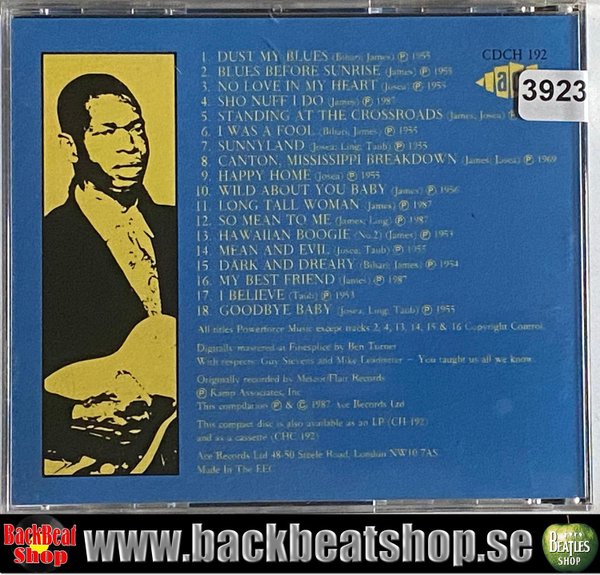 1. DUST MY BLUES (Bihari; James) Ⓟ 1955
2. BLUES BEFORE SUNRISE (James) Ⓟ 1955
3. NO LOVE IN MY HEART (Josea) Ⓟ 1955
4. SHO NUFF I DO (James) Ⓟ 1987
5. STANDING AT THE CROSSROADS (James; Josea)
6. I WAS A FOOL (Bihari; James) Ⓟ 1955
7. SUNNYLAND (Josea; Ling; Taub) Ⓟ 1955
8. CANTON, MISSISSIPPI BREAKDOWN (James; Josea) Ⓟ 1969
9. HAPPY HOME (Josea) Ⓟ 1955
10. WILD ABOUT YOU BABY (James) Ⓟ 1956
11. LONG TALL WOMAN (James) Ⓟ 1987
12. SO MEAN TO ME (James; Ling) Ⓟ 1987
13. HAWAIIAN BOOGIE (No.2) (James) Ⓟ 1953
14. MEAN AND EVIL (Josea; Taub) Ⓟ 1955
15. DARK AND DREARY (Bihari; James) Ⓟ 1954
16. MY BEST FRIEND (James) Ⓟ 1987
17. I BELIEVE (Taub) Ⓟ 1953
18. GOODBYE BABY (Josea; Ling; Taub) Ⓟ 1955
CDCH 192
ace
3923
All titles Powerforce Music except tracks 2, 4, 13, 14, 15 & 16 Copyright Control.
Digitally mastered at Finesplice by Ben Turner
With respects: Guy Stevens and Mike Leadbitter – You taught us all we know.
Originally recorded by Meteor/Flair Records
Ⓟ Kamp Associates, Inc
This compilation Ⓟ & © 1987 Ace Records Ltd
This compact disc is also available as an LP (CH 192)
and as a cassette (CHC 192)
Ace Records Ltd 48-50 Steele Road, London NW10 7AS
Made In The EEC
BackBeat
Shop
www.backbeatshop.se
BEATLES
SHOP